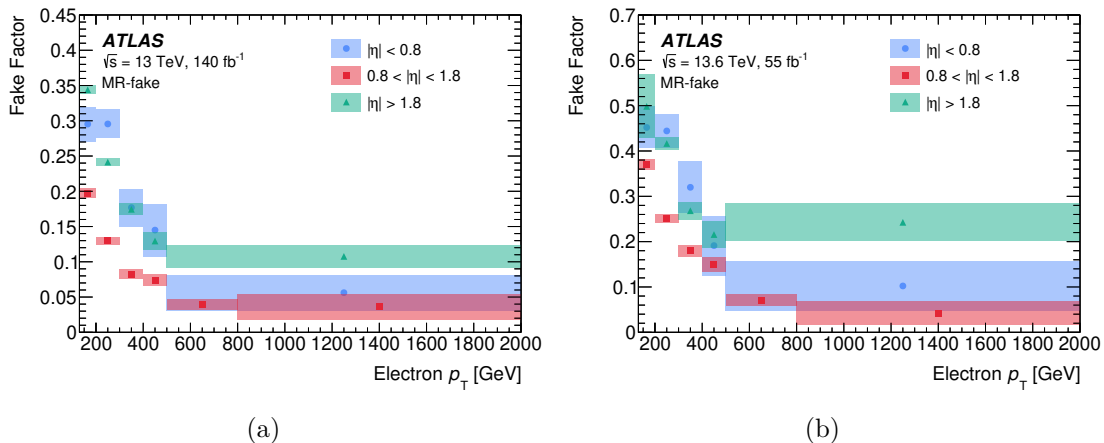 Fake Factor
0.45
0.4
0.35
0.3
0.25
0.2
0.15
0.1
0.05
0
ATLAS
√s = 13 TeV, 140 fb⁻¹
MR-fake
|η| < 0.8
0.8 < |η| < 1.8
|η| > 1.8
200 400 600 800 1000 1200 1400 1600 1800 2000
Electron p_T [GeV]
(a)
Fake Factor
0.7
0.6
0.5
0.4
0.3
0.2
0.1
0
ATLAS
√s = 13.6 TeV, 55 fb⁻¹
MR-fake
|η| < 0.8
0.8 < |η| < 1.8
|η| > 1.8
200 400 600 800 1000 1200 1400 1600 1800 2000
Electron p_T [GeV]
(b)